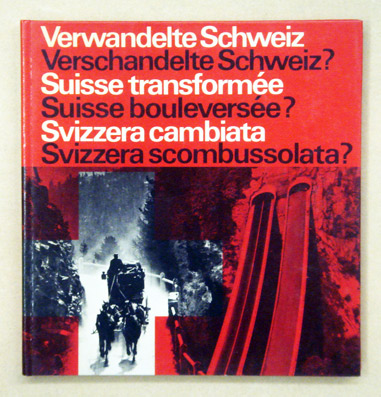 Verwandelte Schweiz
Verschandelte Schweiz?
Suisse transformée
Suisse bouleversée?
Svizzera cambiata
Svizzera scombussolata?